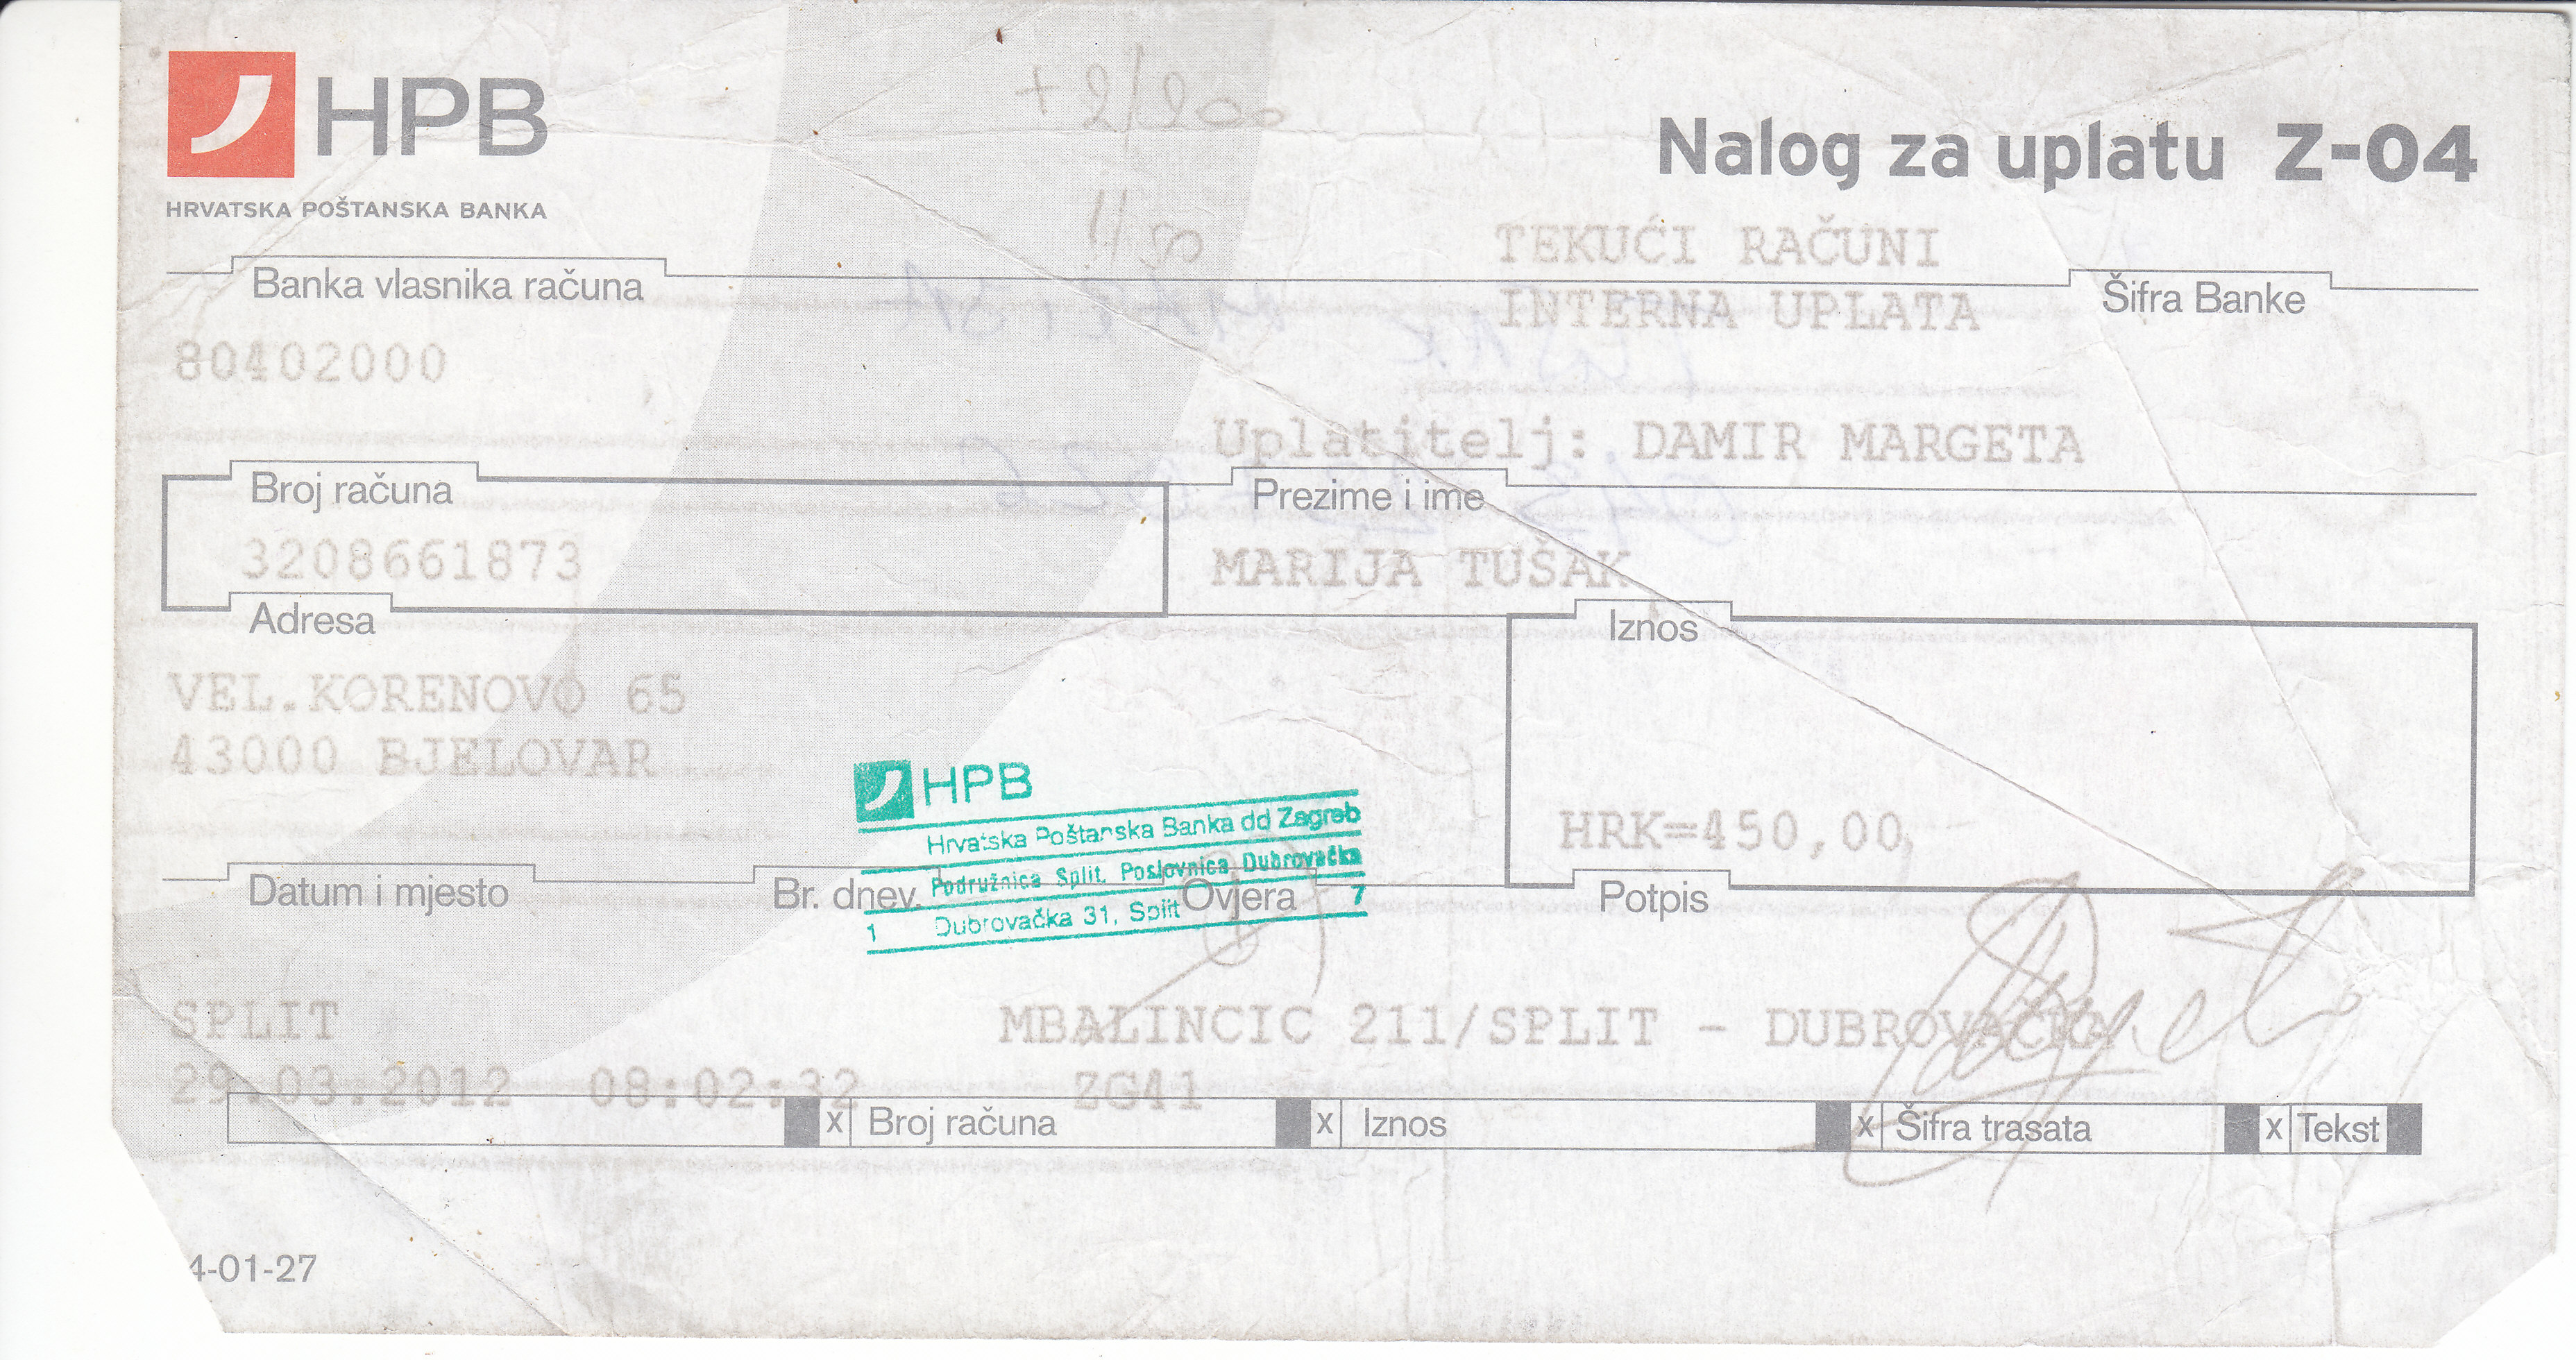 HPB
HRVATSKA POŠTANSKA BANKA
Nalog za uplatu Z-04
TEKUĆI RAČUNI
Banka vlasnika računa
INTERNA UPLATA
Šifra Banke
80402000
Uplatitelj: DAMIR MARGETA
Broj računa
Prezime i ime
3208661873
MARIJA TUŠAK
Adresa
Iznos
VEL.KORENOVO 65
43000 BJELOVAR
HRK=450,00
HPB
Hrvatska Poštanska Banka dd Zagreb
Podružnica Split, Poslovnica Dubrovačka
1 Dubrovačka 31, Split 7
Datum i mjesto
Br. dnev.
Ovjera
Potpis
SPLIT
MBALINCIC 211/SPLIT - DUBROVAČKA
29.03.2012 08:02:32
ZG41
x Broj računa x Iznos x Šifra trasata x Tekst
4-01-27